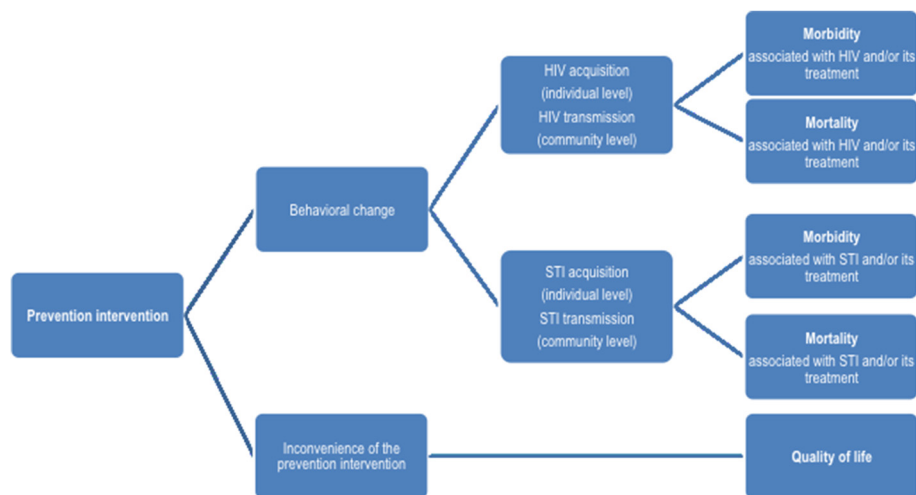 Prevention intervention
Behavioral change
Inconvenience of the
prevention intervention
HIV acquisition
(individual level)
HIV transmission
(community level)
STI acquisition
(individual level)
STI transmission
(community level)
Morbidity
associated with HIV and/or its
treatment
Mortality
associated with HIV and/or its
treatment
Morbidity
associated with STI and/or its
treatment
Mortality
associated with STI and/or its
treatment
Quality of life